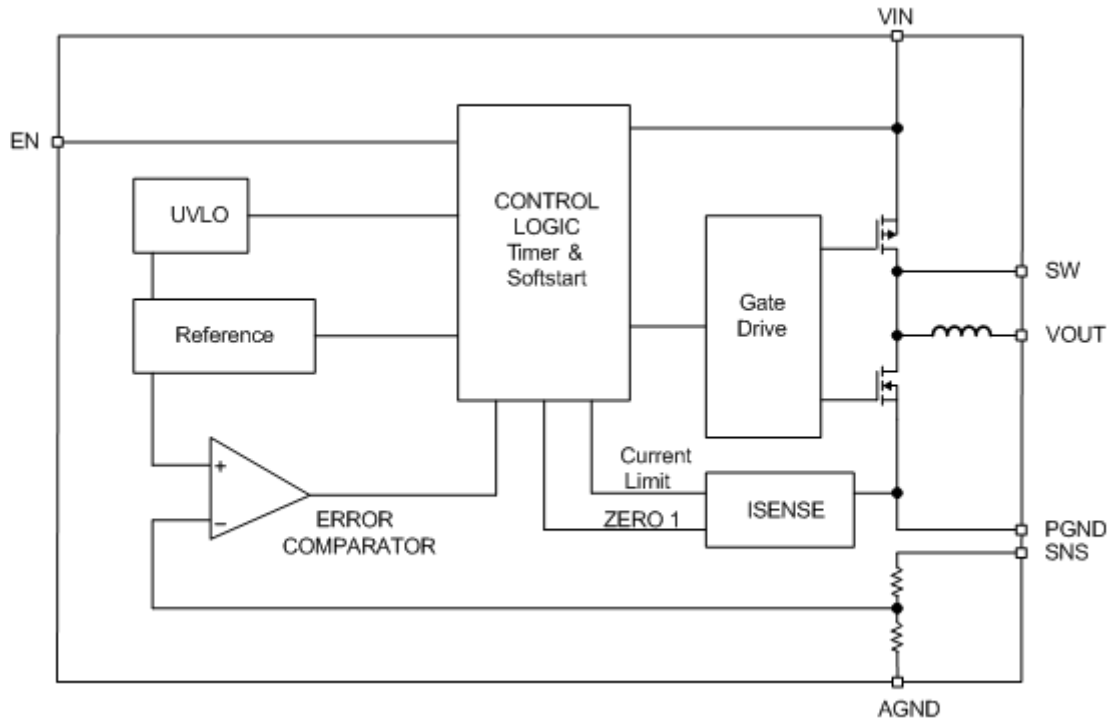 VIN
EN
UVLO
CONTROL
LOGIC
Timer &
Softstart
SW
Gate
Drive
Reference
VOUT
+
−
Current
Limit
ZERO 1
ISENSE
ERROR
COMPARATOR
PGND
SNS
AGND